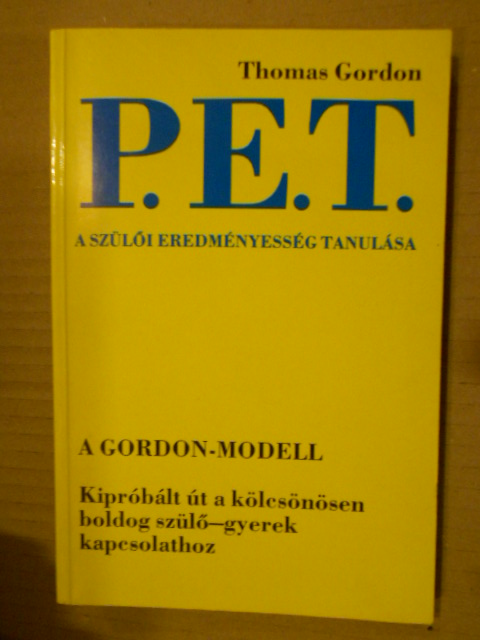 Thomas Gordon
P.E.T.
A SZÜLŐI EREDMÉNYESSÉG TANULÁSA
A GORDON-MODELL
Kipróbált út a kölcsönösen
boldog szülő—gyerek
kapcsolathoz